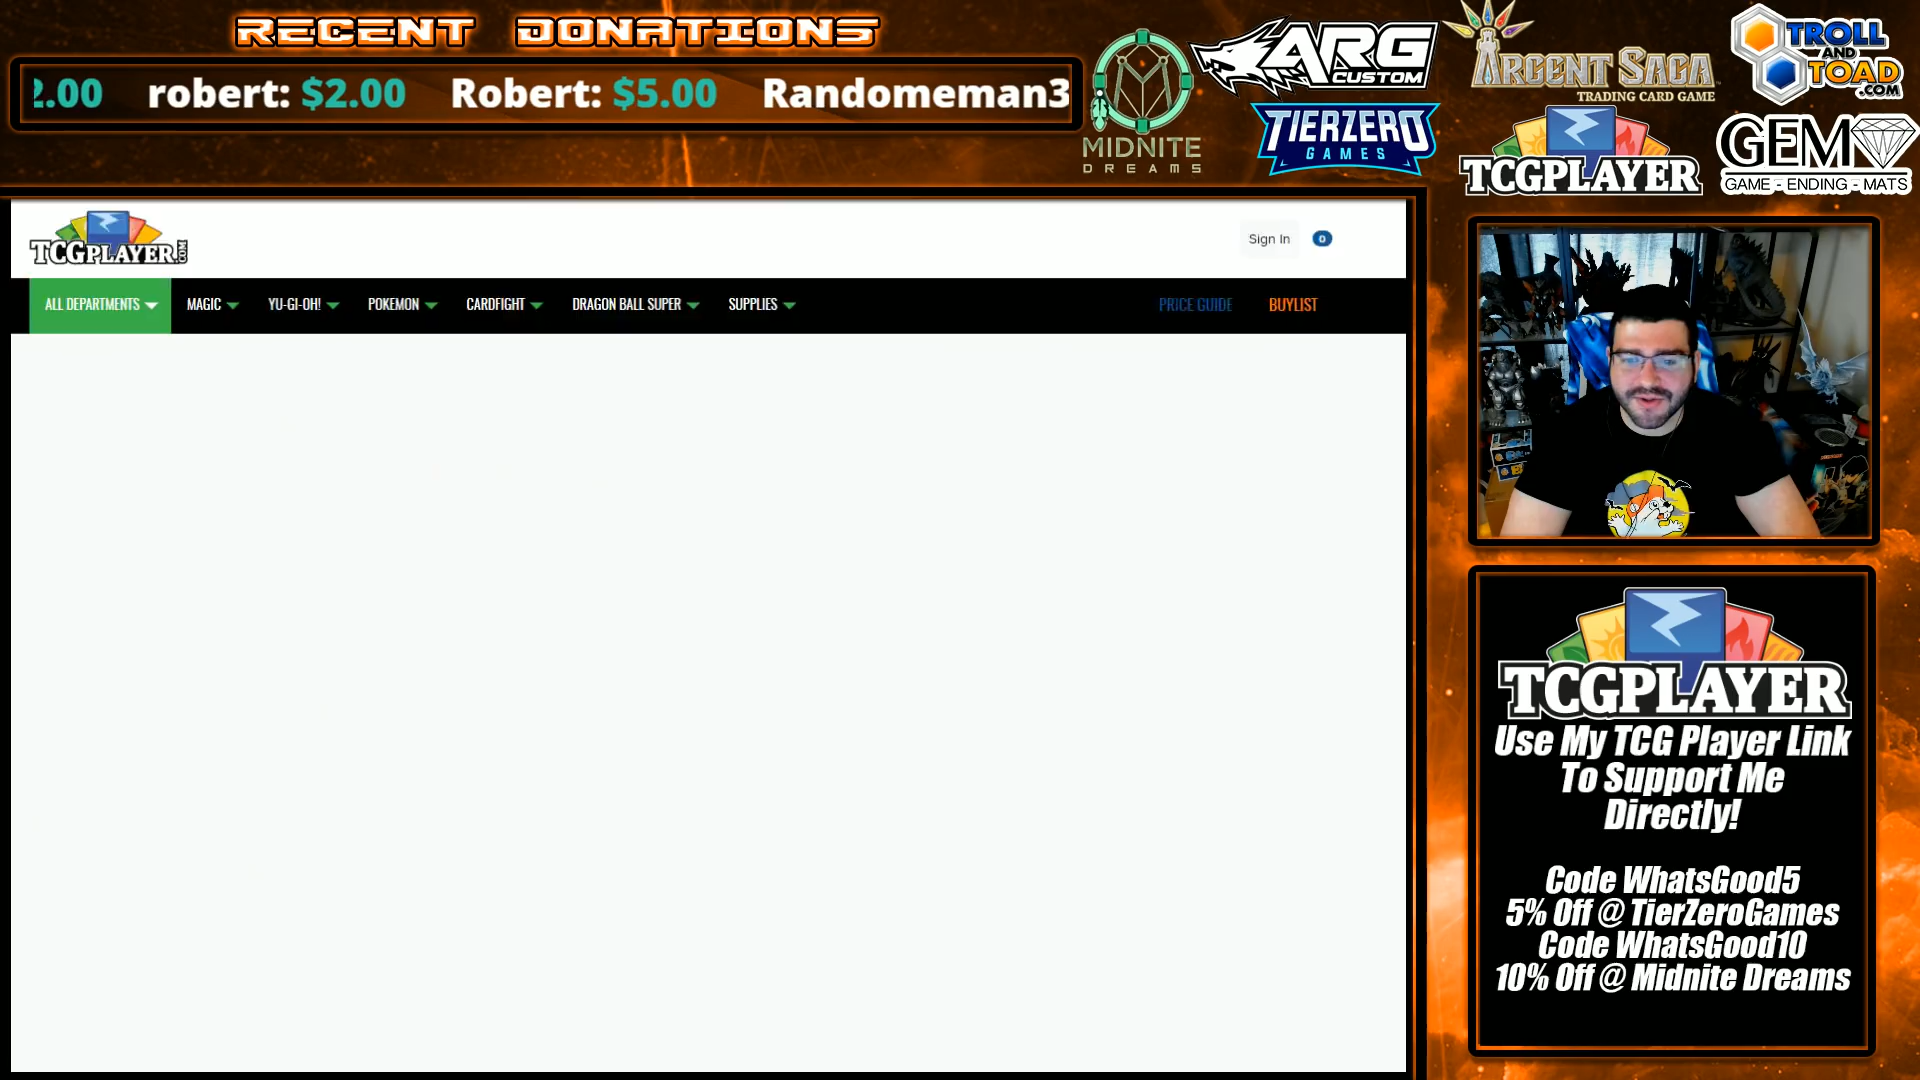 RECENT DONATIONS
2.00 robert: $2.00 Robert: $5.00 Randomeman3
MIDNITE
DREAMS
ARG
CUSTOM
TIERZERO
GAMES
ARGENT SAGA
TRADING CARD GAME
TROLL
AND
TOAD
.COM
TCGPLAYER
GEM
GAME - ENDING - MATS
TCGPLAYER.COM
Sign In 0
ALL DEPARTMENTS MAGIC YU-GI-OH! POKEMON CARDFIGHT DRAGON BALL SUPER SUPPLIES PRICE GUIDE BUYLIST
TCGPLAYER
Use My TCG Player Link
To Support Me
Directly!
Code WhatsGood5
5% Off @ TierZeroGames
Code WhatsGood10
10% Off @ Midnite Dreams